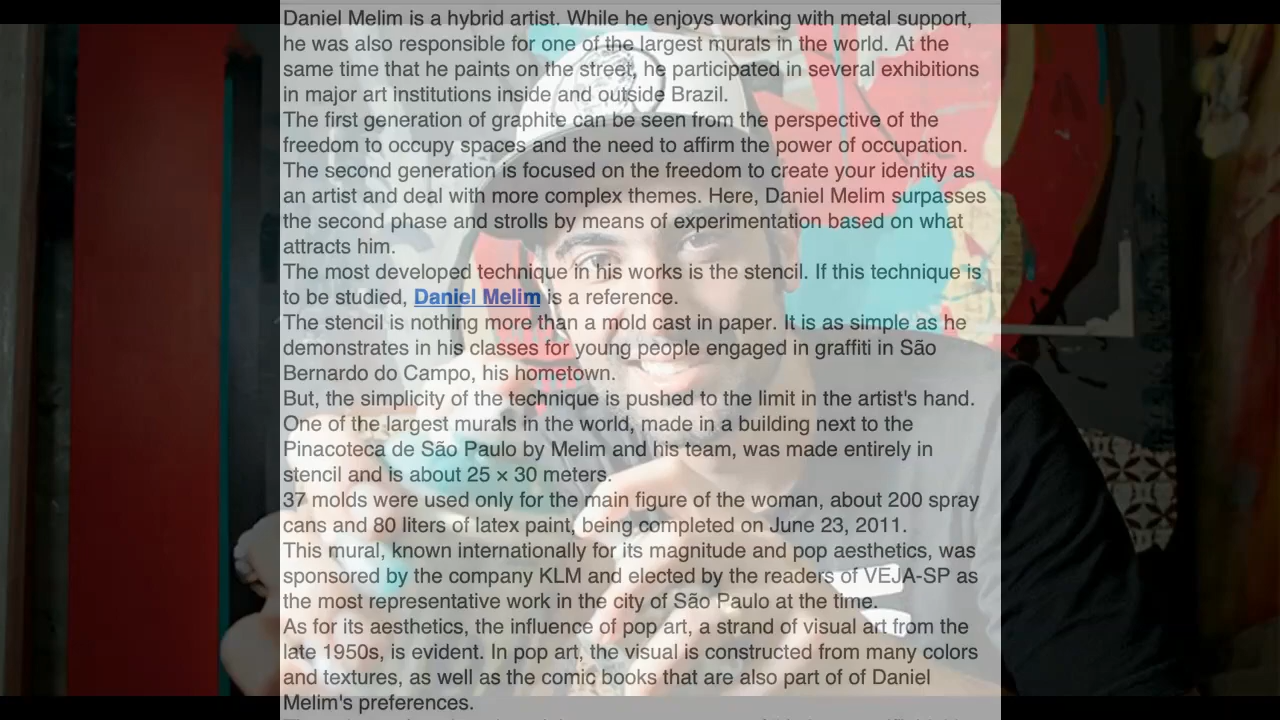 Daniel Melim is a hybrid artist. While he enjoys working with metal support,
he was also responsible for one of the largest murals in the world. At the
same time that he paints on the street, he participated in several exhibitions
in major art institutions inside and outside Brazil.
The first generation of graphite can be seen from the perspective of the
freedom to occupy spaces and the need to affirm the power of occupation.
The second generation is focused on the freedom to create your identity as
an artist and deal with more complex themes. Here, Daniel Melim surpasses
the second phase and strolls by means of experimentation based on what
attracts him.
The most developed technique in his works is the stencil. If this technique is
to be studied, Daniel Melim is a reference.
The stencil is nothing more than a mold cast in paper. It is as simple as he
demonstrates in his classes for young people engaged in graffiti in São
Bernardo do Campo, his hometown.
But, the simplicity of the technique is pushed to the limit in the artist's hand.
One of the largest murals in the world, made in a building next to the
Pinacoteca de São Paulo by Melim and his team, was made entirely in
stencil and is about 25 × 30 meters.
37 molds were used only for the main figure of the woman, about 200 spray
cans and 80 liters of latex paint, being completed on June 23, 2011.
This mural, known internationally for its magnitude and pop aesthetics, was
sponsored by the company KLM and elected by the readers of VEJA-SP as
the most representative work in the city of São Paulo at the time.
As for its aesthetics, the influence of pop art, a strand of visual art from the
late 1950s, is evident. In pop art, the visual is constructed from many colors
and textures, as well as the comic books that are also part of of Daniel
Melim's preferences.